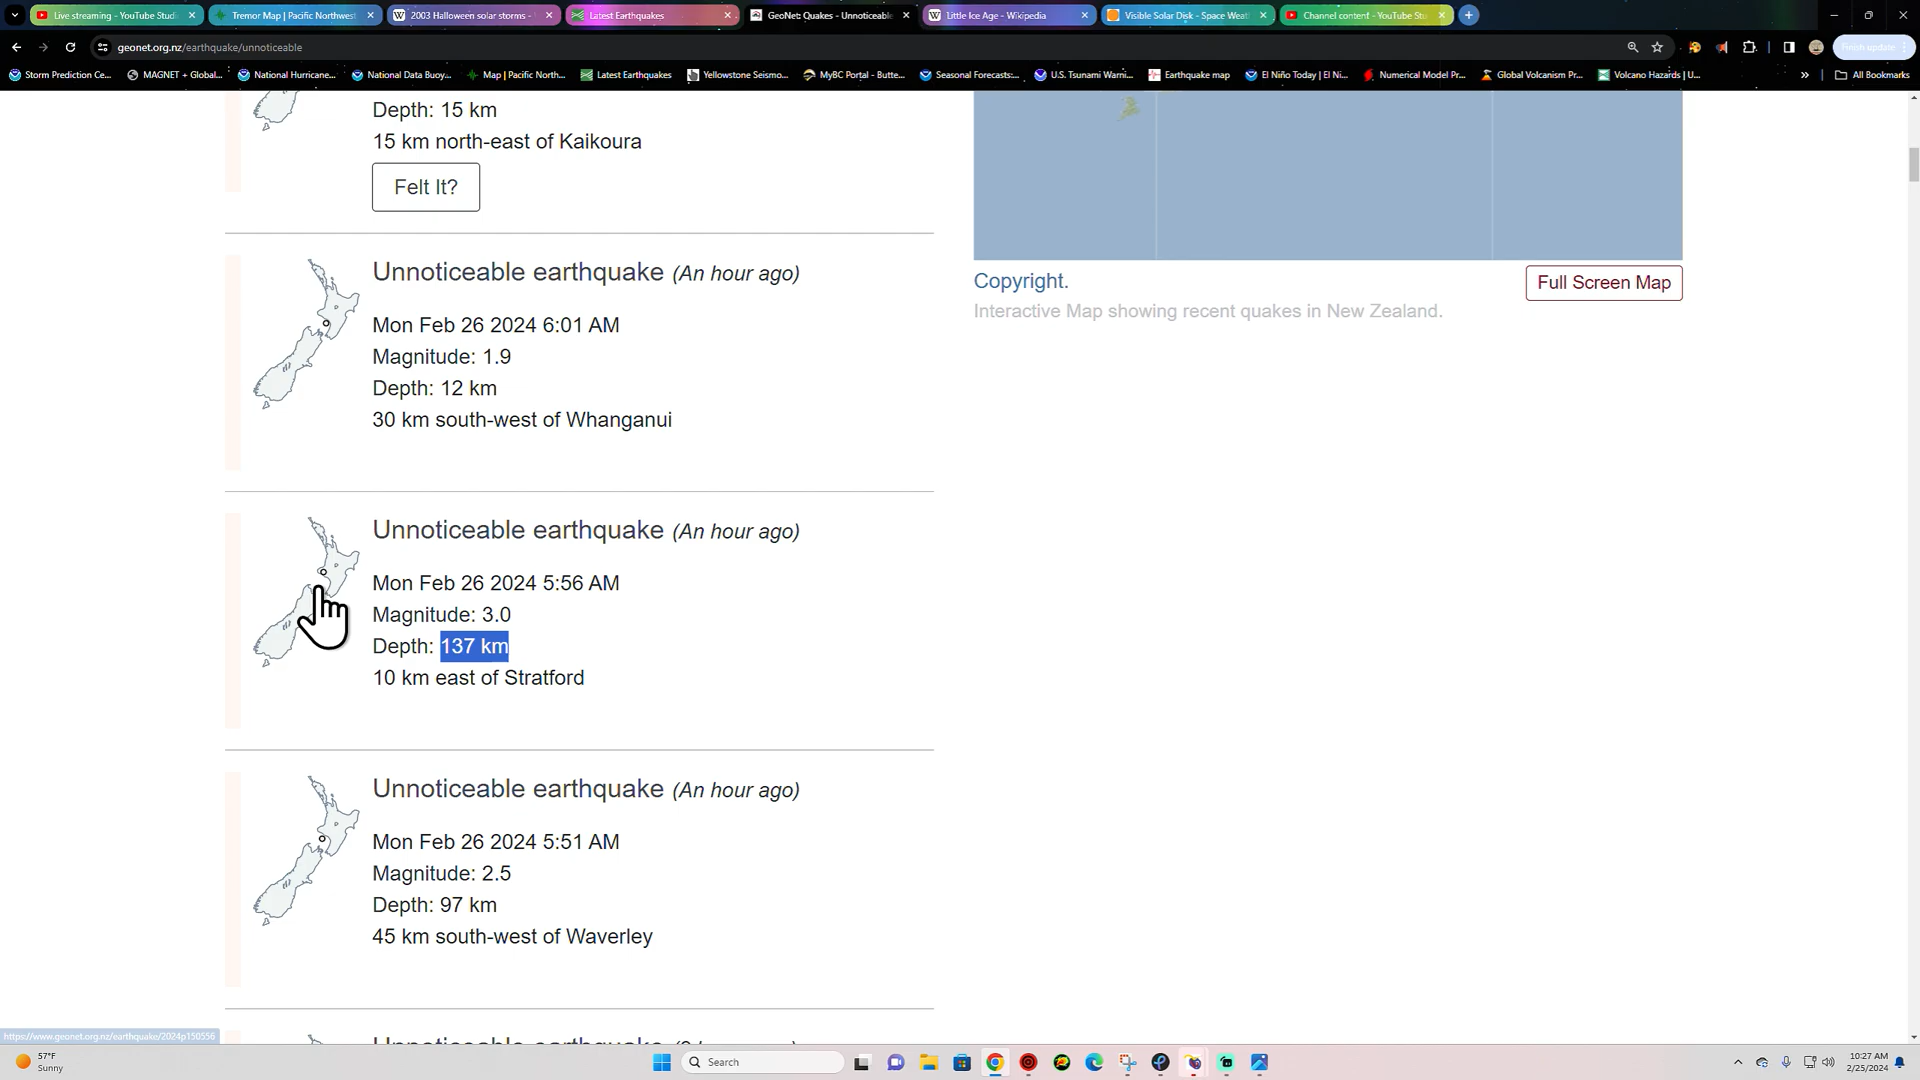 Live streaming - YouTube Studi
Tremor Map | Pacific Northwest
2003 Halloween solar storms -
Latest Earthquakes
GeoNet: Quakes - Unnoticeable
Little Ice Age - Wikipedia
Visible Solar Disk - Space Weat
Channel content - YouTube Stu
geonet.org.nz/earthquake/unnoticeable
Finish update
Storm Prediction Ce...
MAGNET + Global...
National Hurricane...
National Data Buoy...
Map | Pacific North...
Latest Earthquakes
Yellowstone Seismo...
MyBC Portal - Butte...
Seasonal Forecasts:...
U.S. Tsunami Warni...
Earthquake map
El Niño Today | El Ni...
Numerical Model Pr...
Global Volcanism Pr...
Volcano Hazards | U...
All Bookmarks
Depth: 15 km
15 km north-east of Kaikoura
Felt It?
Unnoticeable earthquake (An hour ago)
Mon Feb 26 2024 6:01 AM
Magnitude: 1.9
Depth: 12 km
30 km south-west of Whanganui
Unnoticeable earthquake (An hour ago)
Mon Feb 26 2024 5:56 AM
Magnitude: 3.0
Depth: 137 km
10 km east of Stratford
Unnoticeable earthquake (An hour ago)
Mon Feb 26 2024 5:51 AM
Magnitude: 2.5
Depth: 97 km
45 km south-west of Waverley
Copyright.
Full Screen Map
Interactive Map showing recent quakes in New Zealand.
https://www.geonet.org.nz/earthquake/2024p150556
57°F
Sunny
Search
10:27 AM
2/25/2024